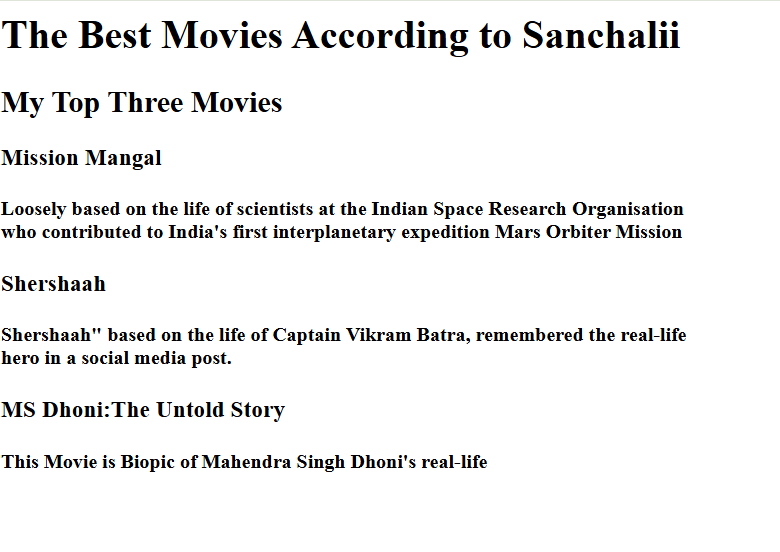 The Best Movies According to Sanchalii
My Top Three Movies
Mission Mangal
Loosely based on the life of scientists at the Indian Space Research Organisation
who contributed to India's first interplanetary expedition Mars Orbiter Mission
Shershaah
Shershaah" based on the life of Captain Vikram Batra, remembered the real-life
hero in a social media post.
MS Dhoni:The Untold Story
This Movie is Biopic of Mahendra Singh Dhoni's real-life